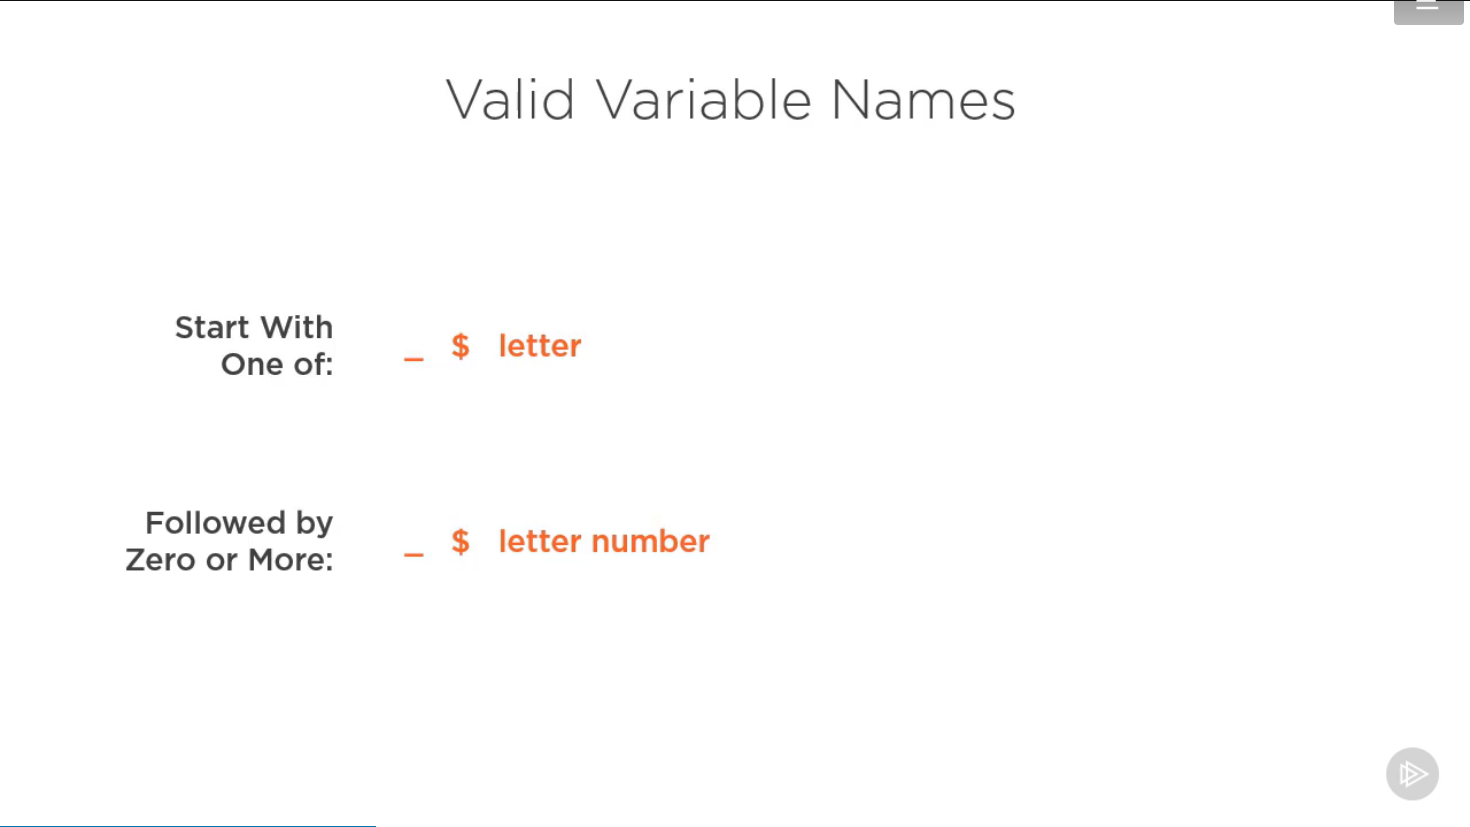 Valid Variable Names
Start With
One of:
_ $ letter
Followed by
Zero or More:
_ $ letter number